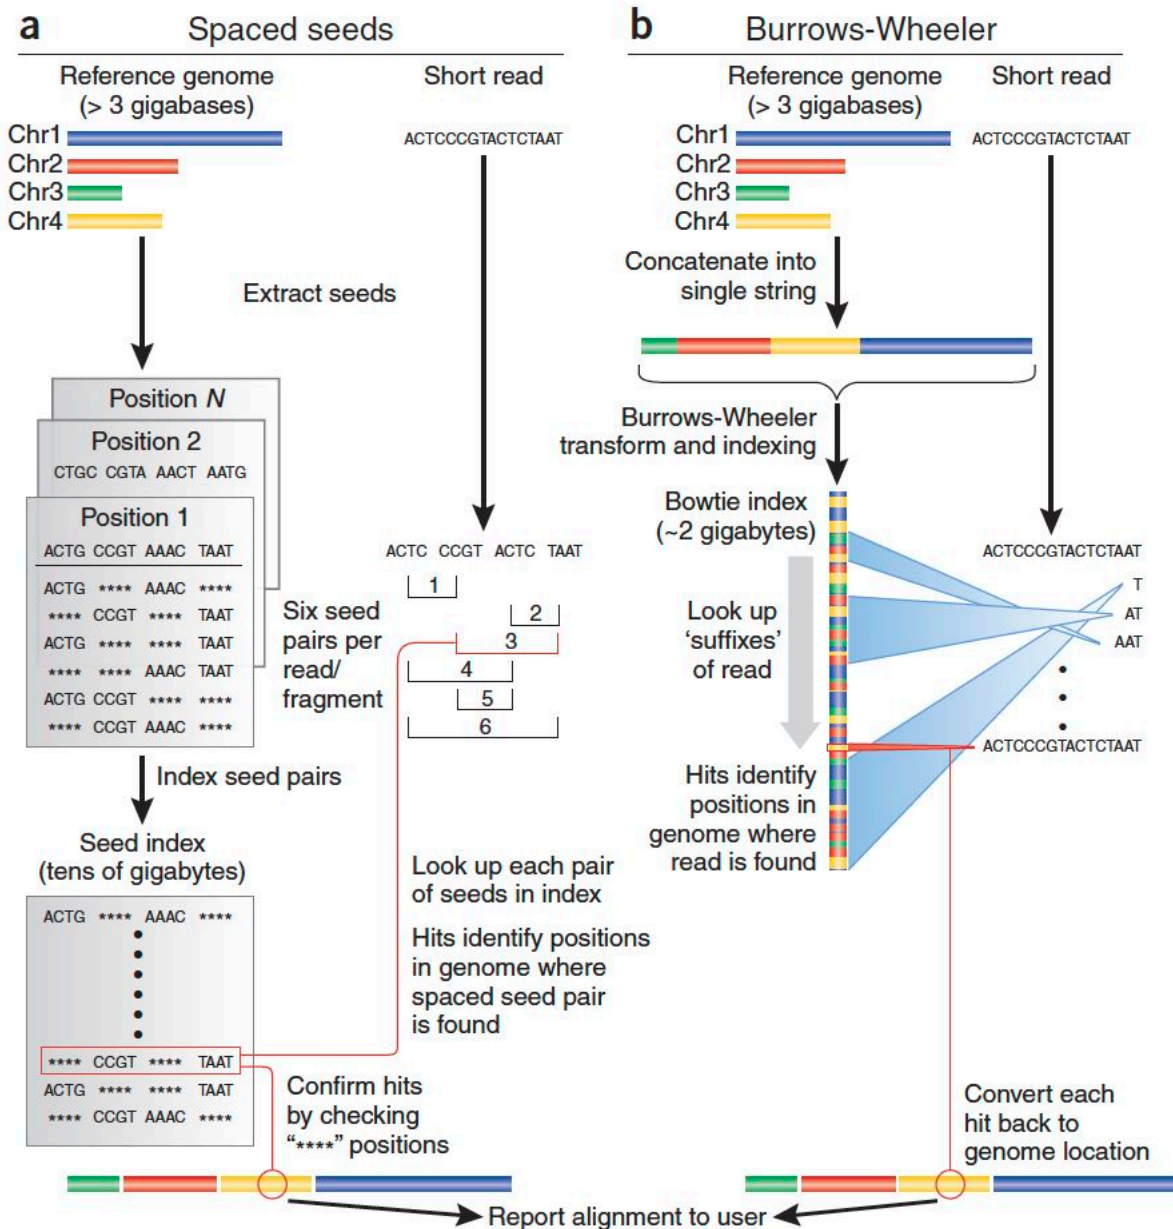 a Spaced seeds
Reference genome
(> 3 gigabases)
Short read
Chr1
Chr2
Chr3
Chr4
ACTCCCGTACTCTAAT
Extract seeds
Position N
Position 2
CTGC CGTA AACT AATG
Position 1
ACTG CCGT AAAC TAAT
ACTG **** AAAC ****
**** CCGT **** TAAT
ACTG **** **** TAAT
**** **** AAAC TAAT
ACTG CCGT **** ****
**** CCGT AAAC ****
Six seed
pairs per
read/
fragment
ACTC CCGT ACTC TAAT
1
2
3
4
5
6
Index seed pairs
Seed index
(tens of gigabytes)
ACTG **** AAAC ****
**** CCGT **** TAAT
ACTG **** **** TAAT
**** CCGT AAAC ****
Look up each pair
of seeds in index
Hits identify positions
in genome where
spaced seed pair
is found
Confirm hits
by checking
"****" positions
b Burrows-Wheeler
Reference genome
(> 3 gigabases)
Short read
Chr1
Chr2
Chr3
Chr4
ACTCCCGTACTCTAAT
Concatenate into
single string
Burrows-Wheeler
transform and indexing
Bowtie index
(~2 gigabytes)
ACTCCCGTACTCTAAT
T
AT
AAT
Look up
'suffixes'
of read
ACTCCCGTACTCTAAT
Hits identify
positions in
genome where
read is found
Convert each
hit back to
genome location
Report alignment to user